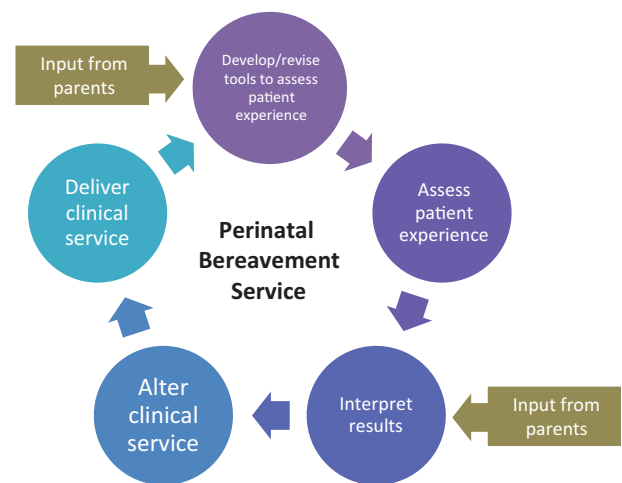 Input from
parents
Develop/revise
tools to assess
patient
experience
Assess
patient
experience
Deliver
clinical
service
Perinatal
Bereavement
Service
Alter
clinical
service
Interpret
results
Input from
parents